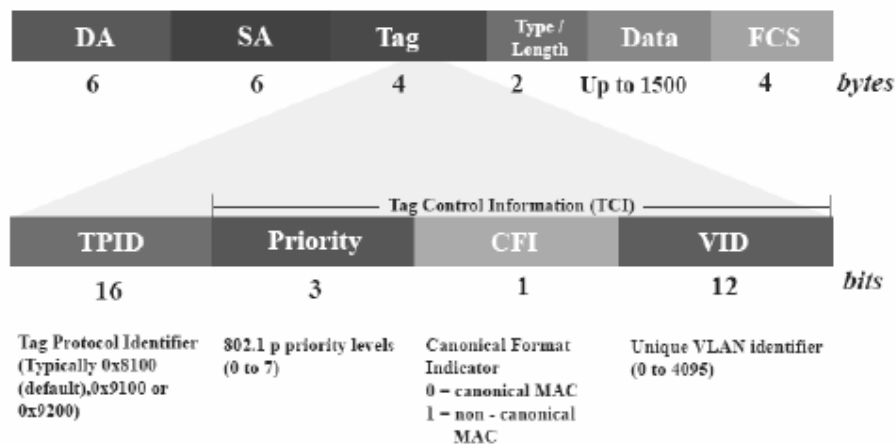 DA SA Tag Type / Length Data FCS
6 6 4 2 Up to 1500 4 bytes
Tag Control Information (TCI)
TPID Priority CFI VID
16 3 1 12 bits
Tag Protocol Identifier
(Typically 0x8100
(default),0x9100 or
0x9200)
802.1 p priority levels
(0 to 7)
Canonical Format
Indicator
0 = canonical MAC
1 = non - canonical
MAC
Unique VLAN identifier
(0 to 4095)